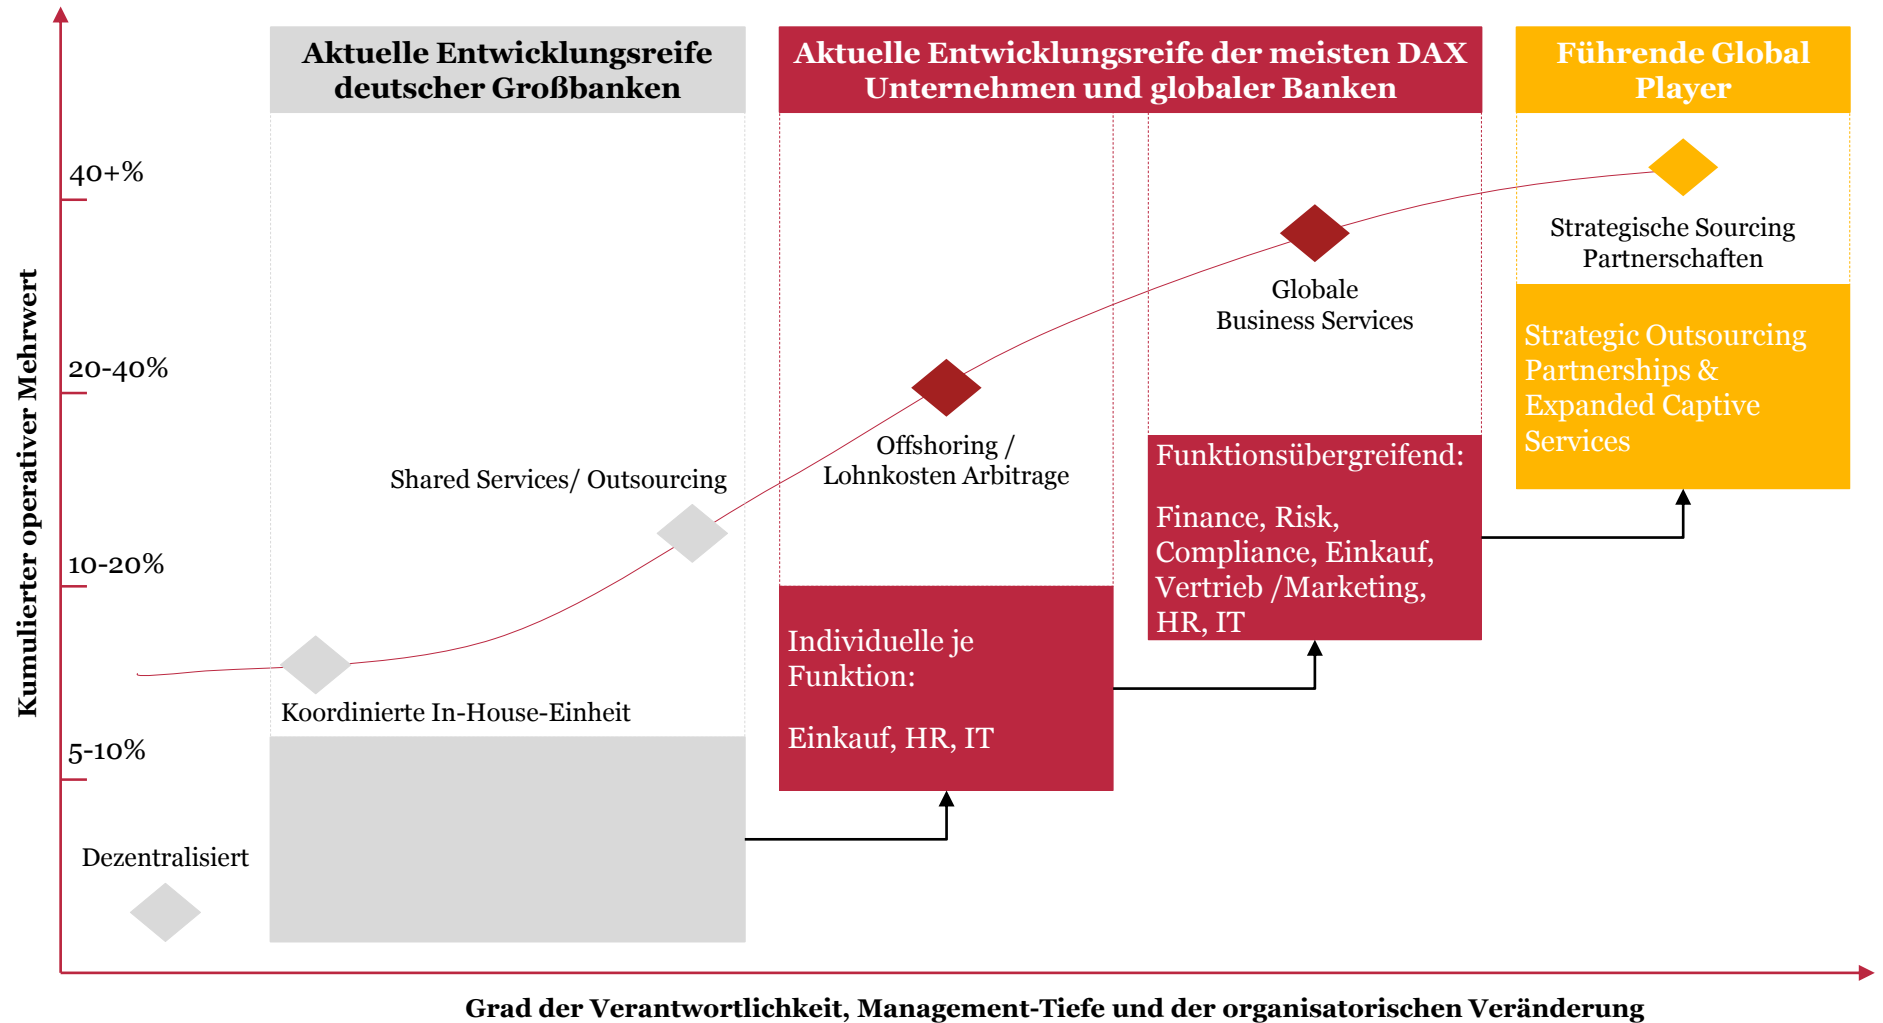 Aktuelle Entwicklungsreife
deutscher Großbanken
Aktuelle Entwicklungsreife der meisten DAX
Unternehmen und globaler Banken
Führende Global
Player
Kumulierter operativer Mehrwert
40+%
20-40%
10-20%
5-10%
Dezentralisiert
Koordinierte In-House-Einheit
Shared Services/ Outsourcing
Offshoring /
Lohnkosten Arbitrage
Globale
Business Services
Strategische Sourcing
Partnerschaften
Individuelle je
Funktion:
Einkauf, HR, IT
Funktionsübergreifend:
Finance, Risk,
Compliance, Einkauf,
Vertrieb /Marketing,
HR, IT
Strategic Outsourcing
Partnerships &
Expanded Captive
Services
Grad der Verantwortlichkeit, Management-Tiefe und der organisatorischen Veränderung